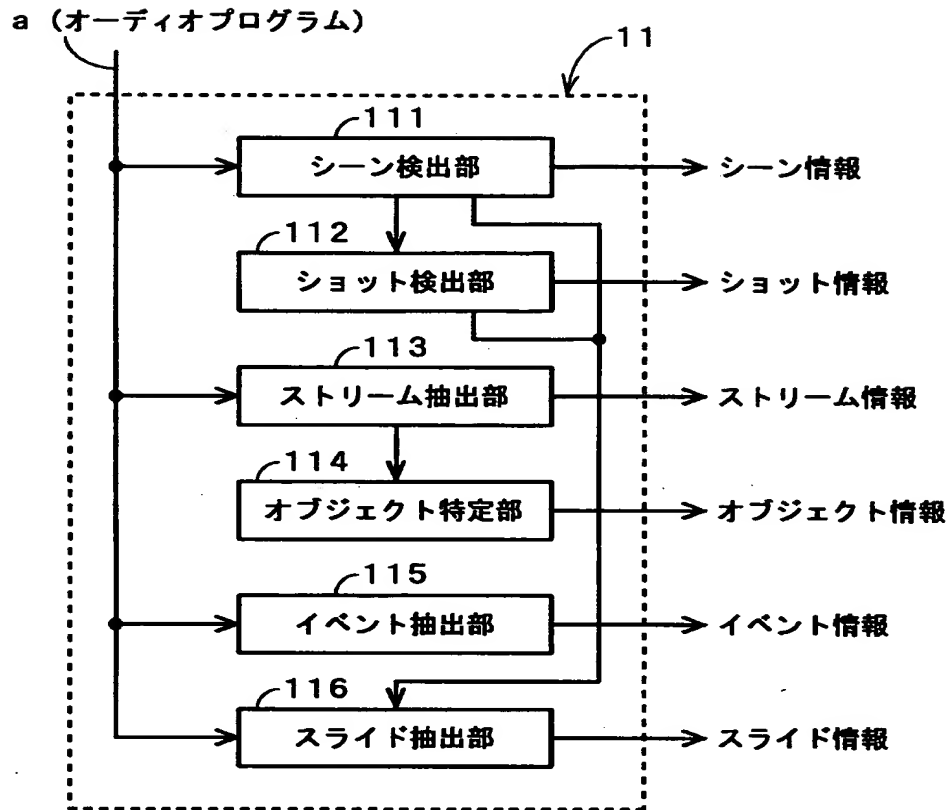 a（オーディオプログラム）
11
111
シーン検出部
シーン情報
112
ショット検出部
ショット情報
113
ストリーム抽出部
ストリーム情報
114
オブジェクト特定部
オブジェクト情報
115
イベント抽出部
イベント情報
116
スライド抽出部
スライド情報